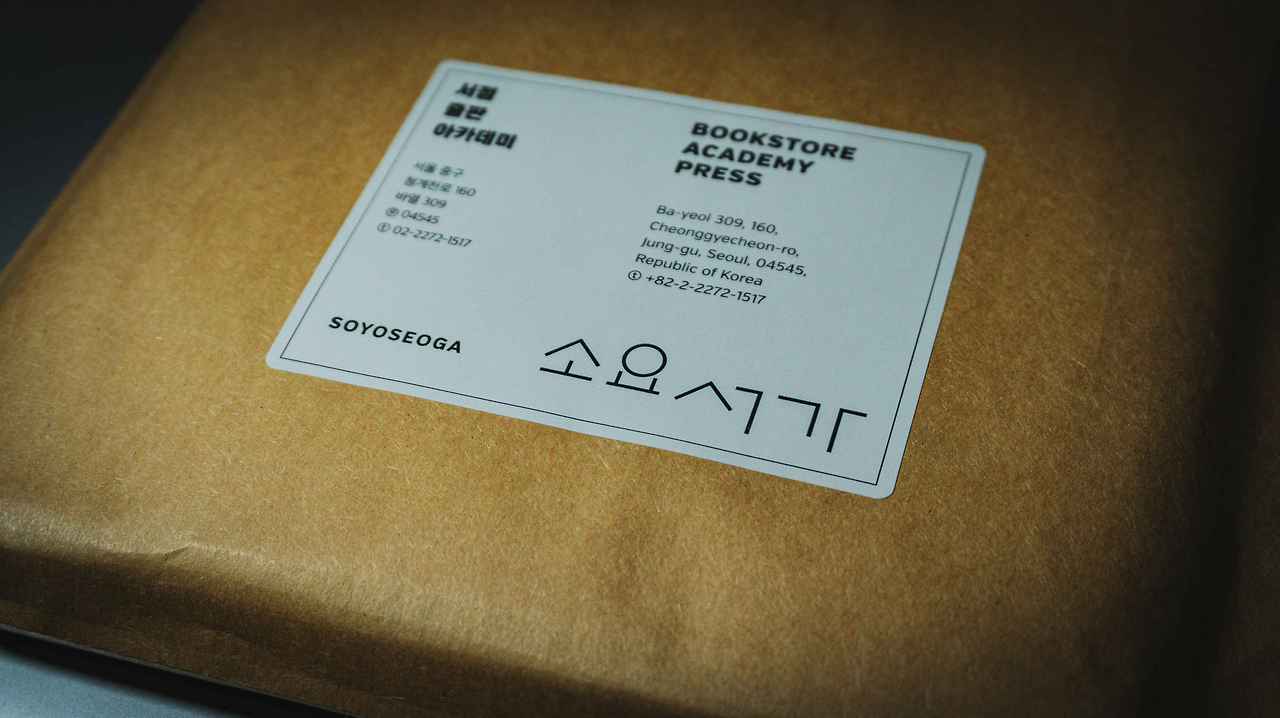 서점
출판
아카데미
서울 중구
청계천로 160
바열 309
㉾ 04545
ⓣ 02-2272-1517
BOOKSTORE
ACADEMY
PRESS
Ba-yeol 309, 160,
Cheonggyecheon-ro,
Jung-gu, Seoul, 04545,
Republic of Korea
ⓣ +82-2-2272-1517
SOYOSEOGA
소요서가